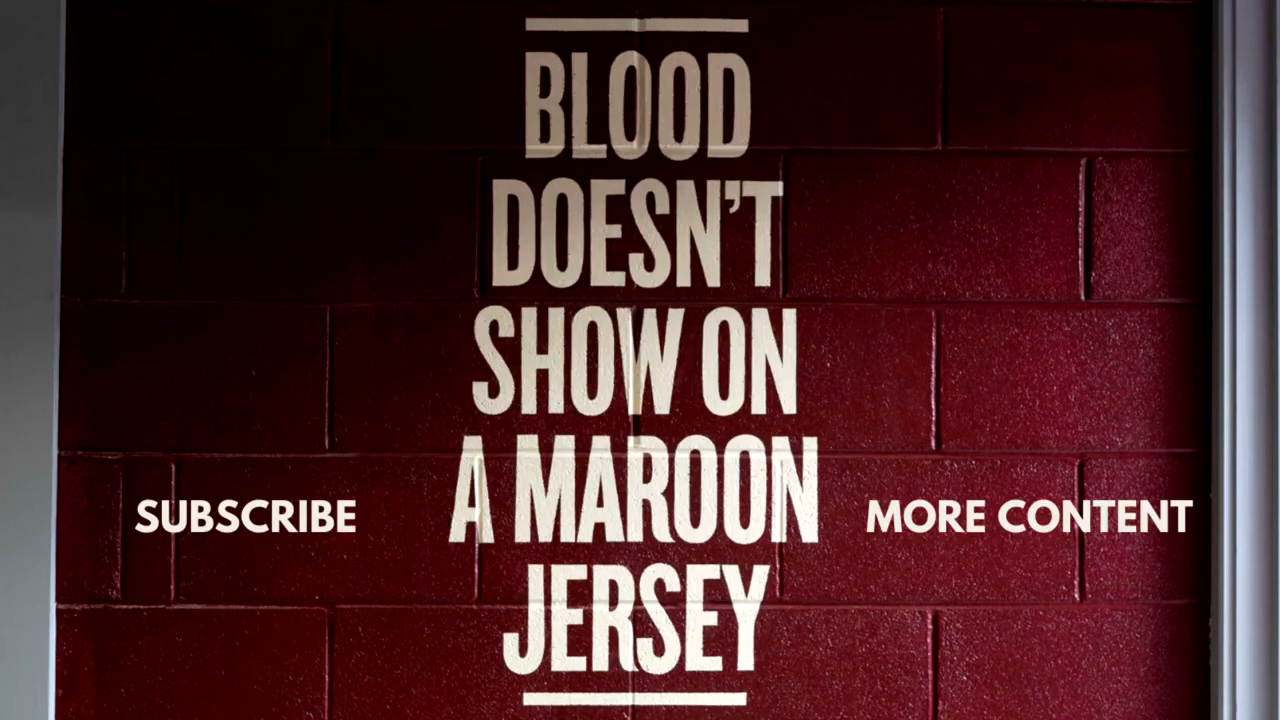 BLOOD
DOESN'T
SHOW ON
A MAROON
JERSEY
SUBSCRIBE
MORE CONTENT